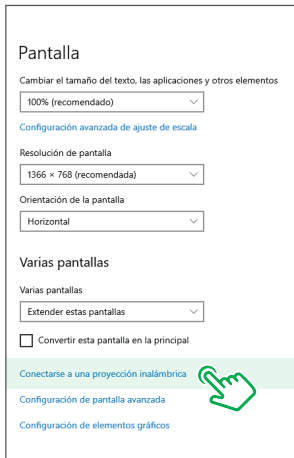 Pantalla
Cambiar el tamaño del texto, las aplicaciones y otros elementos
100% (recomendado)
Configuración avanzada de ajuste de escala
Resolución de pantalla
1366 × 768 (recomendada)
Orientación de la pantalla
Horizontal
Varias pantallas
Varias pantallas
Extender estas pantallas
Convertir esta pantalla en la principal
Conectarse a una proyección inalámbrica
Configuración de pantalla avanzada
Configuración de elementos gráficos